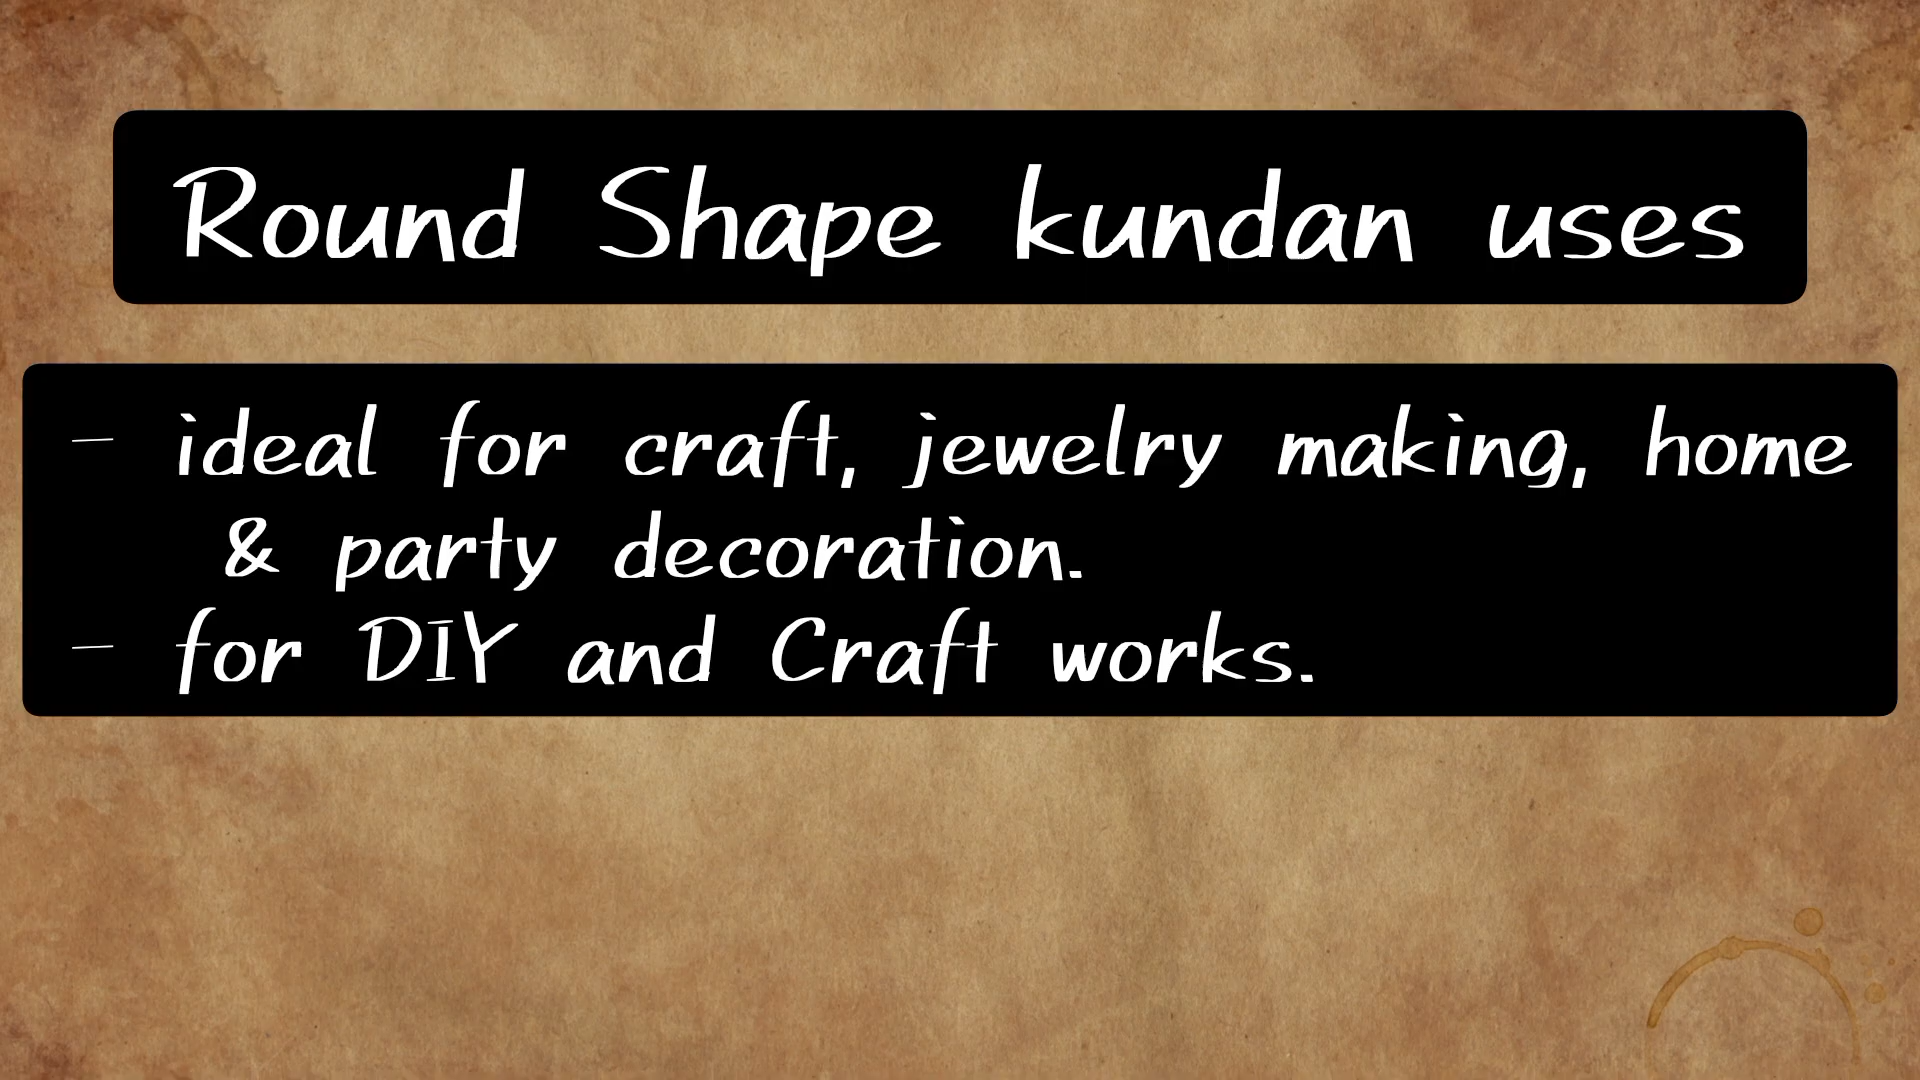 Round Shape kundan uses
- ideal for craft, jewelry making, home
& party decoration.
- for DIY and Craft works.